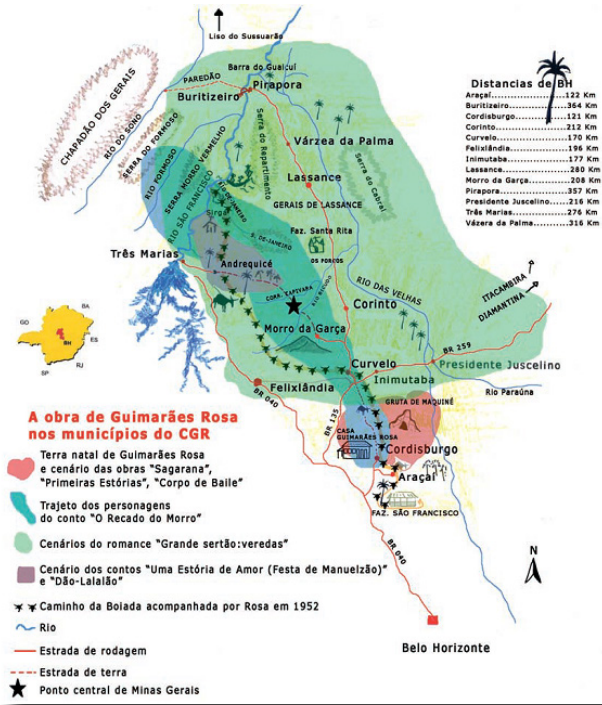 Liso do Sussuarão
Barra do Guaicuí
PAREDÃO
Pirapora
Buritizeiro
CHAPADÃO DOS GERAIS
RIO DO SONO
SERRA DO FORMOSO
RIO FORMOSO
SERRA MORRO VERMELHO
RIO SÃO FRANCISCO
Serra do Repartimento
Várzea da Palma
Serra do Cabral
Lassance
GERAIS DE LASSANCE
RIO DE JANEIRO
Sirga
Faz. Santa Rita
OS PORCOS
Três Marias
Andrequicé
RIO DAS VELHAS
ITACAMBIRA
DIAMANTINA
Corinto
Morro da Garça
BR 259
Curvelo
Presidente Juscelino
Inimutaba
Felixlândia
Rio Paraúna
BR 040
BR 135
GRUTA DE MAQUINÉ
CASA
GUIMARÃES ROSA
Cordisburgo
Araçaí
FAZ. SÃO FRANCISCO
BR 040
N
Belo Horizonte
Distancias de BH
Araçaí..................122 Km
Buritizeiro..................364 Km
Cordisburgo..................121 Km
Corinto..................212 Km
Curvelo..................170 Km
Felixlândia..................196 Km
Inimutaba..................177 Km
Lassance..................280 Km
Morro da Garça..................208 Km
Pirapora..................357 Km
Presidente Juscelino........216 Km
Três Marias..................276 Km
Vázera da Palma..............316 Km
GO
BA
ES
BH
RJ
SP
A obra de Guimarães Rosa
nos municípios do CGR
Terra natal de Guimarães Rosa
e cenário das obras "Sagarana",
"Primeiras Estórias", "Corpo de Baile"
Trajeto dos personagens
do conto "O Recado do Morro"
Cenários do romance "Grande sertão:veredas"
Cenário dos contos "Uma Estória de Amor (Festa de Manuelzão)
e "Dão-Lalalão"
Caminho da Boiada acompanhada por Rosa em 1952
Rio
Estrada de rodagem
Estrada de terra
Ponto central de Minas Gerais